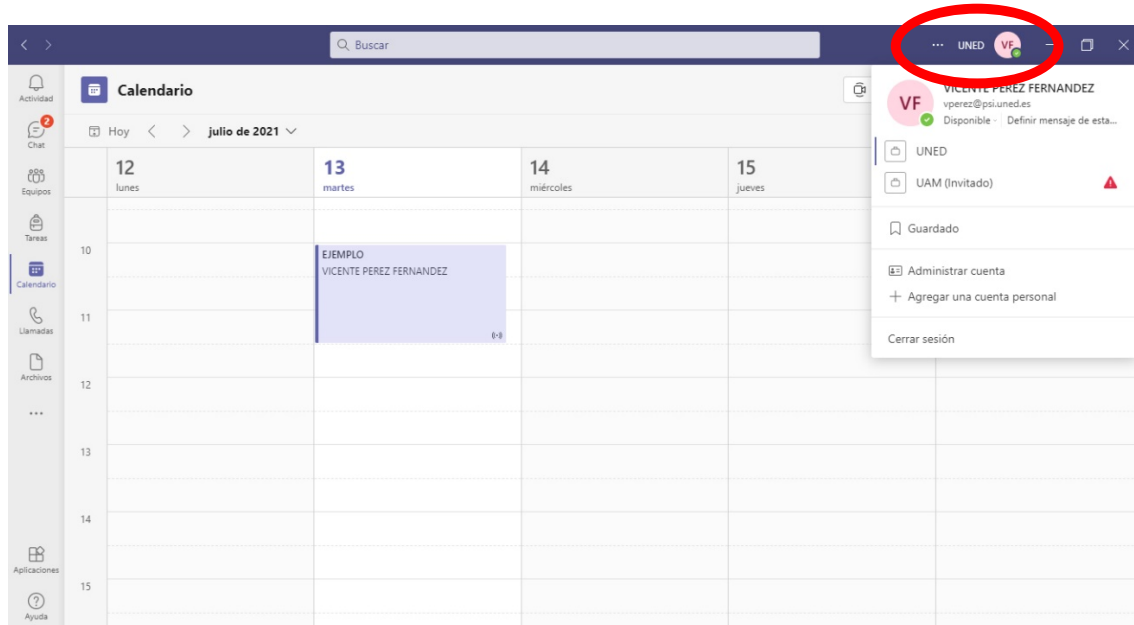 Buscar
UNED
VF
Actividad
2
Chat
Equipos
Tareas
Calendario
Llamadas
Archivos
Aplicaciones
Ayuda
Calendario
Hoy
julio de 2021
12
lunes
13
martes
14
miércoles
15
jueves
10
11
12
13
14
15
EJEMPLO
VICENTE PEREZ FERNANDEZ
VF
VICENTE PEREZ FERNANDEZ
vperez@psi.uned.es
Disponible - Definir mensaje de esta...
UNED
UAM (Invitado)
Guardado
Administrar cuenta
Agregar una cuenta personal
Cerrar sesión